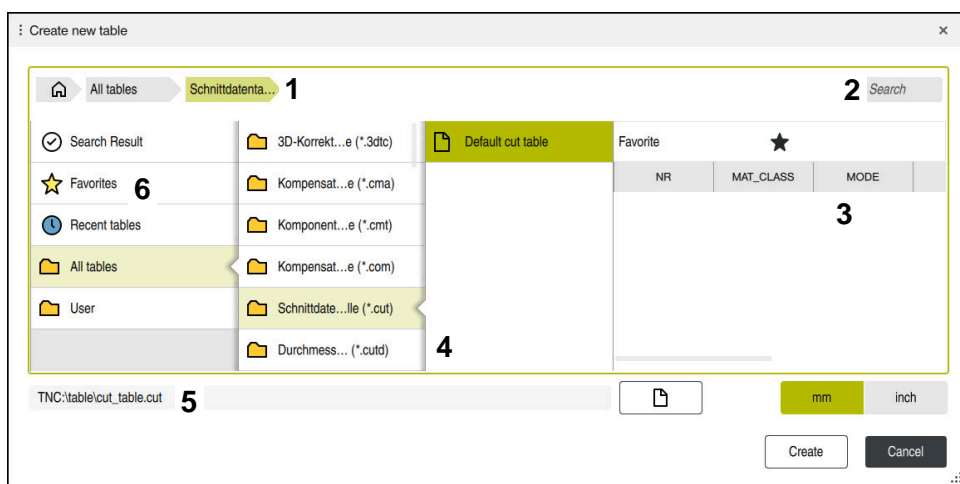 Create new table
All tables
Schnittdatenta...
1
2
Search
Search Result
3D-Korrekt...e (*.3dtc)
Default cut table
Favorite
Favorites
6
Kompensat...e (*.cma)
NR
MAT_CLASS
MODE
3
Recent tables
Komponent...e (*.cmt)
All tables
Kompensat...e (*.com)
User
Schnittdate...lle (*.cut)
Durchmess... (*.cutd)
4
TNC:\table\cut_table.cut
5
mm
inch
Create
Cancel